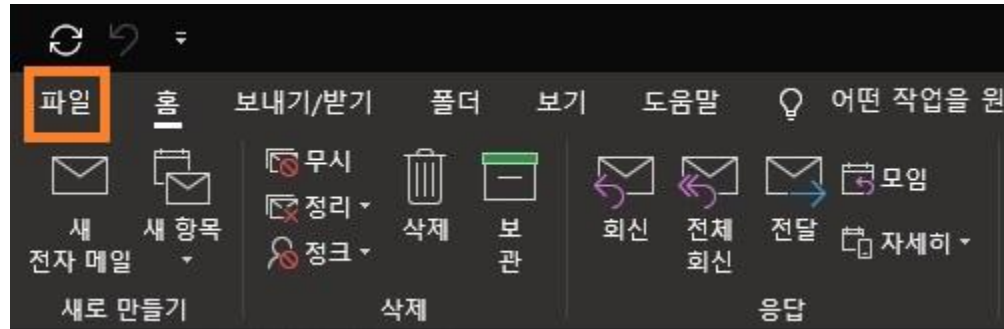 파일 홈 보내기/받기 폴더 보기 도움말 어떤 작업을 원
새 전자 메일
새 항목
무시
정리
정크
삭제
보관
회신
전체 회신
전달
모임
자세히
새로 만들기 삭제 응답